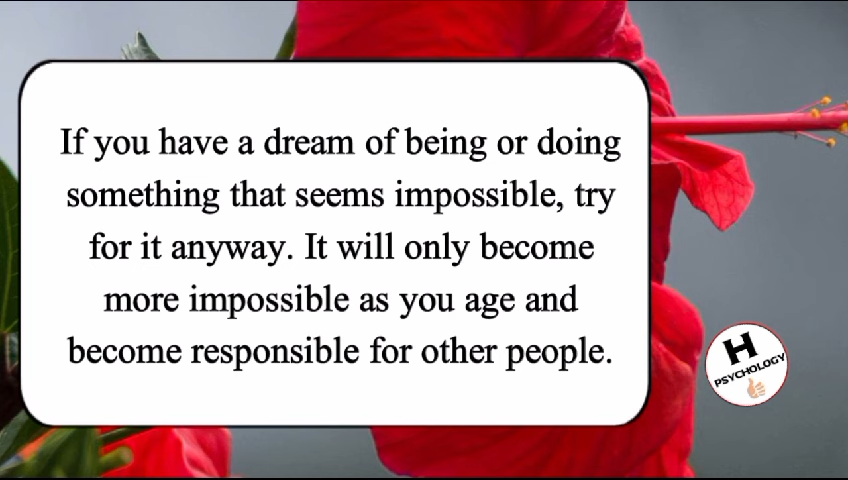 If you have a dream of being or doing
something that seems impossible, try
for it anyway. It will only become
more impossible as you age and
become responsible for other people.
H
PSYCHOLOGY